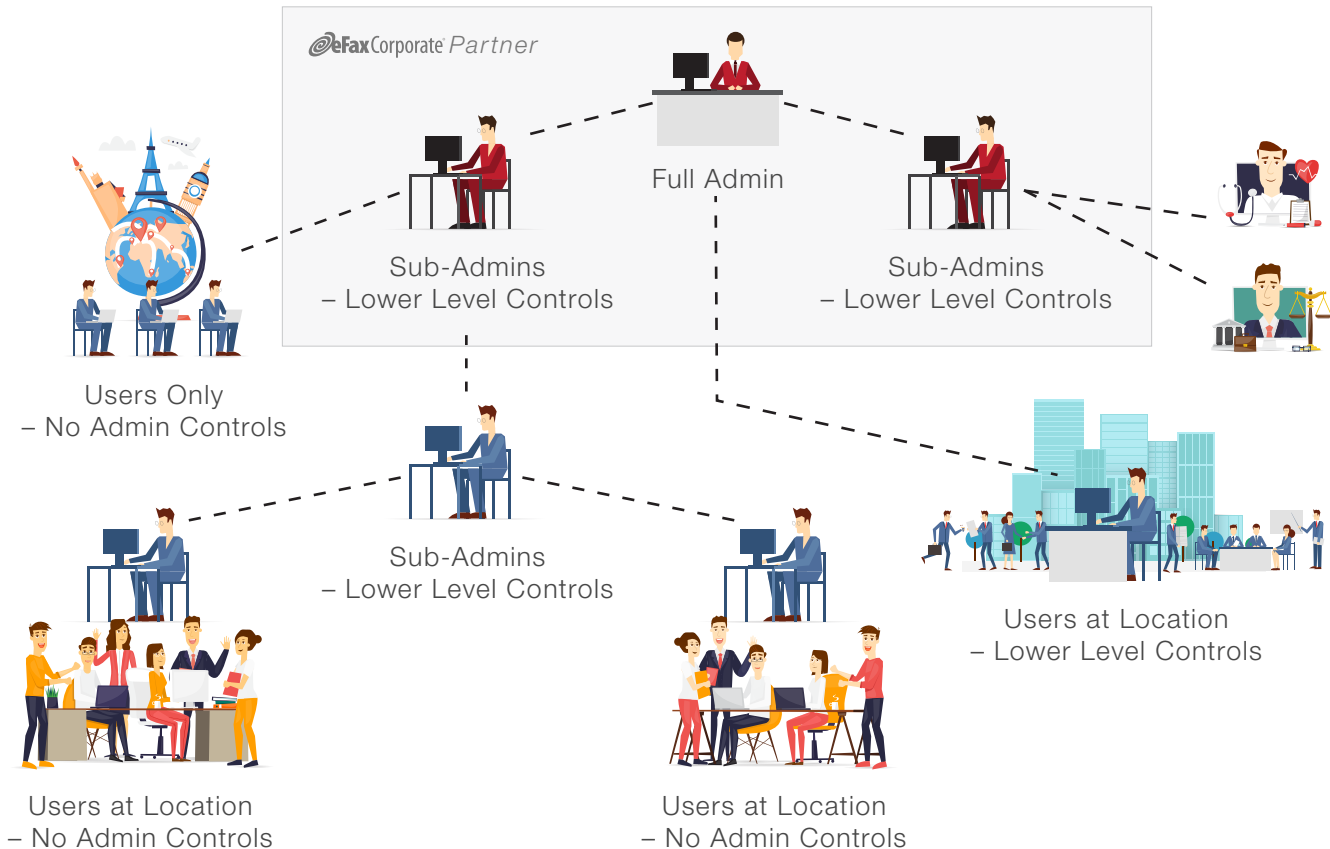 eFax Corporate® Partner
Full Admin
Sub-Admins
– Lower Level Controls
Sub-Admins
– Lower Level Controls
Users Only
– No Admin Controls
Sub-Admins
– Lower Level Controls
Users at Location
– Lower Level Controls
Users at Location
– No Admin Controls
Users at Location
– No Admin Controls